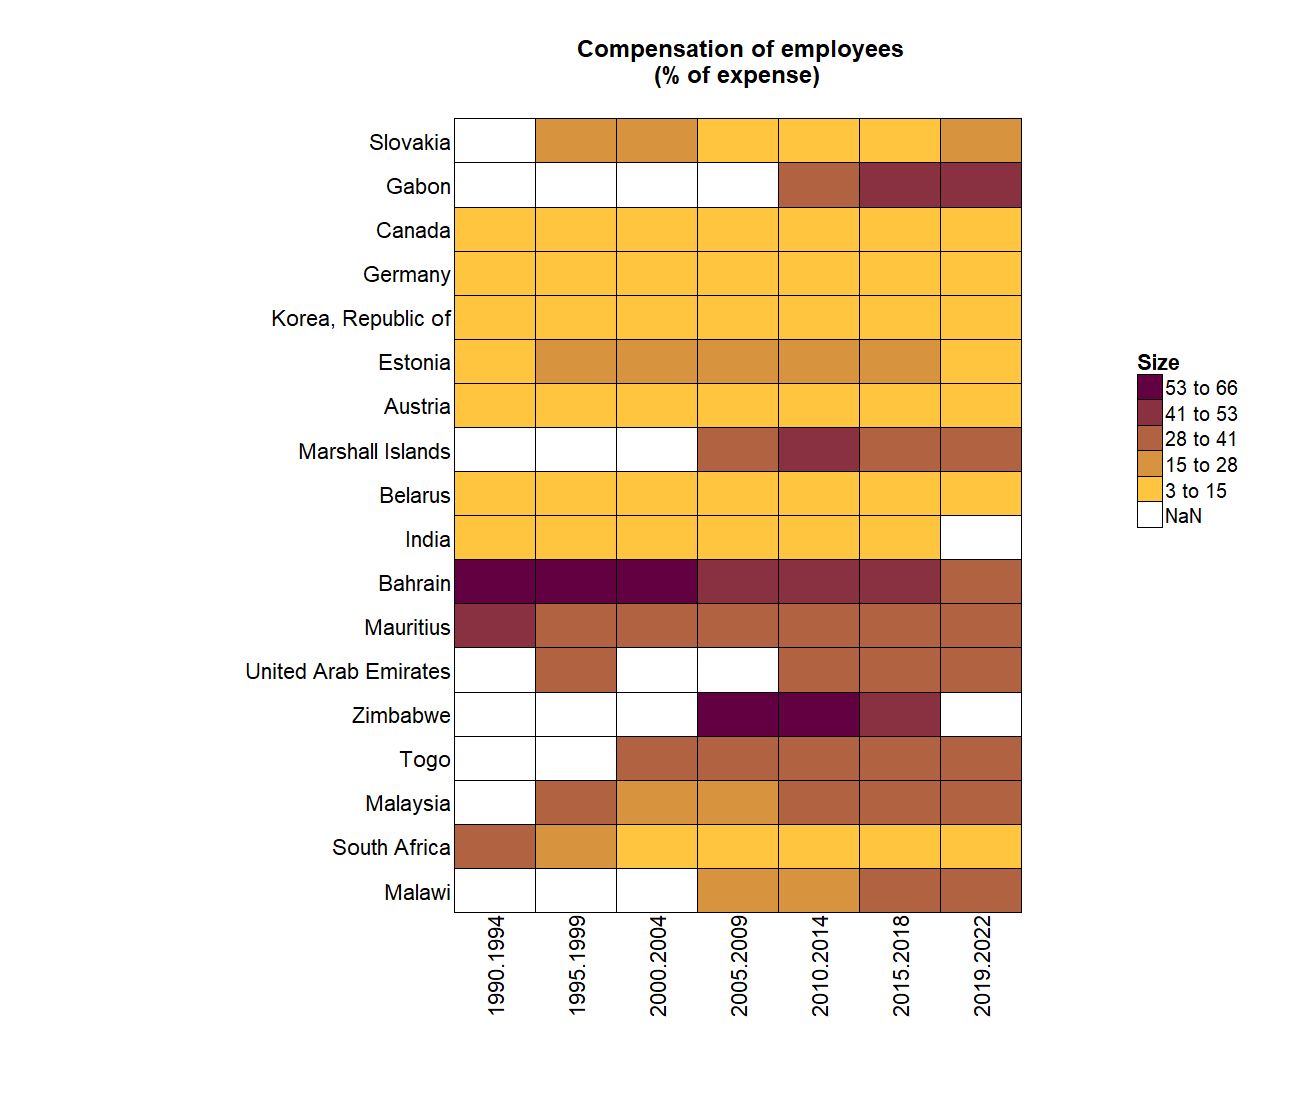 Compensation of employees
(% of expense)
Slovakia
Gabon
Canada
Germany
Korea, Republic of
Estonia
Austria
Marshall Islands
Belarus
India
Bahrain
Mauritius
United Arab Emirates
Zimbabwe
Togo
Malaysia
South Africa
Malawi
1990.1994
1995.1999
2000.2004
2005.2009
2010.2014
2015.2018
2019.2022
Size
53 to 66
41 to 53
28 to 41
15 to 28
3 to 15
NaN